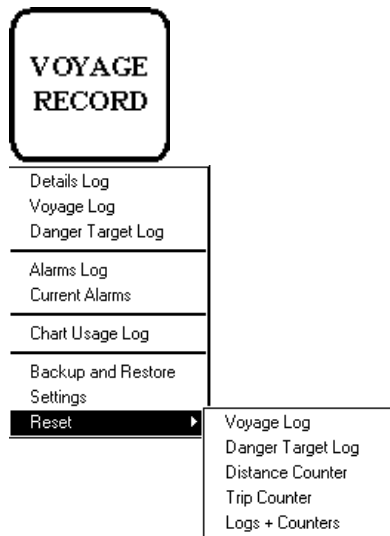 VOYAGE
RECORD
Details Log
Voyage Log
Danger Target Log
Alarms Log
Current Alarms
Chart Usage Log
Backup and Restore
Settings
Reset
Voyage Log
Danger Target Log
Distance Counter
Trip Counter
Logs + Counters